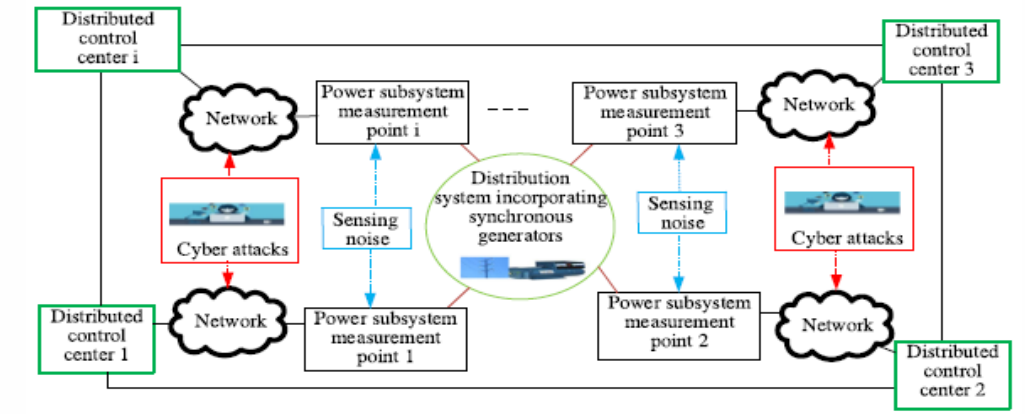 Distributed
control
center i
Distributed
control
center 3
Network
Power subsystem
measurement
point i
Power subsystem
measurement
point 3
Network
Cyber attacks
Sensing
noise
Distribution
system incorporating
synchronous
generators
Sensing
noise
Cyber attacks
Distributed
control
center 1
Network
Power subsystem
measurement
point 1
Power subsystem
measurement
point 2
Network
Distributed
control
center 2